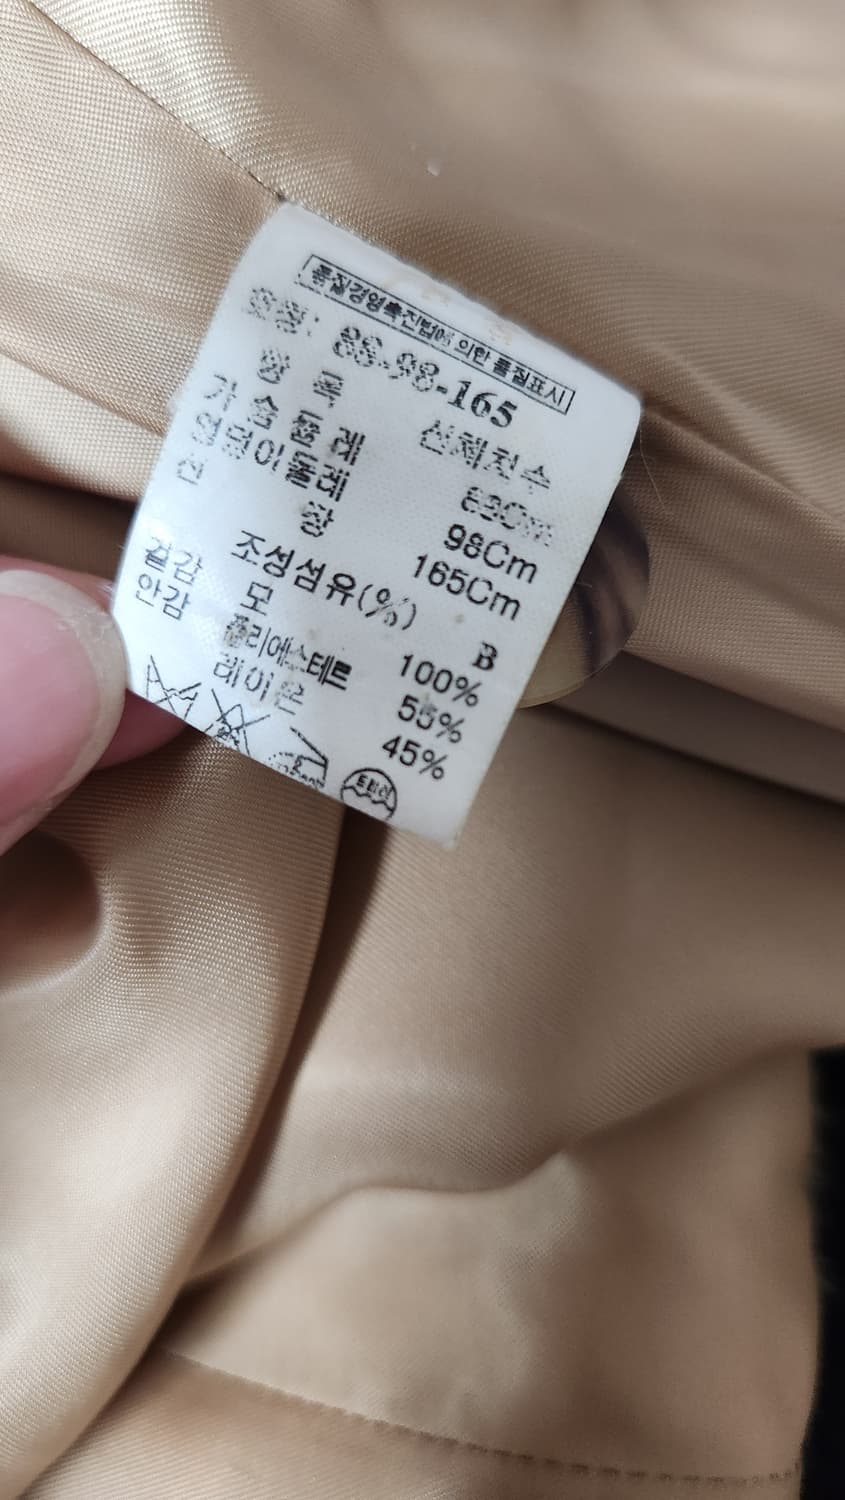 품질경영촉진법에 의한 품질표시
호칭: 88-98-165
항 목 신체치수
가 슴 둘 레 88Cm
엉덩이둘레 98Cm
신 장 165Cm
조성섬유(%) B
겉감 모 100%
안감 폴리에스테르 55%
레이온 45%
드라이